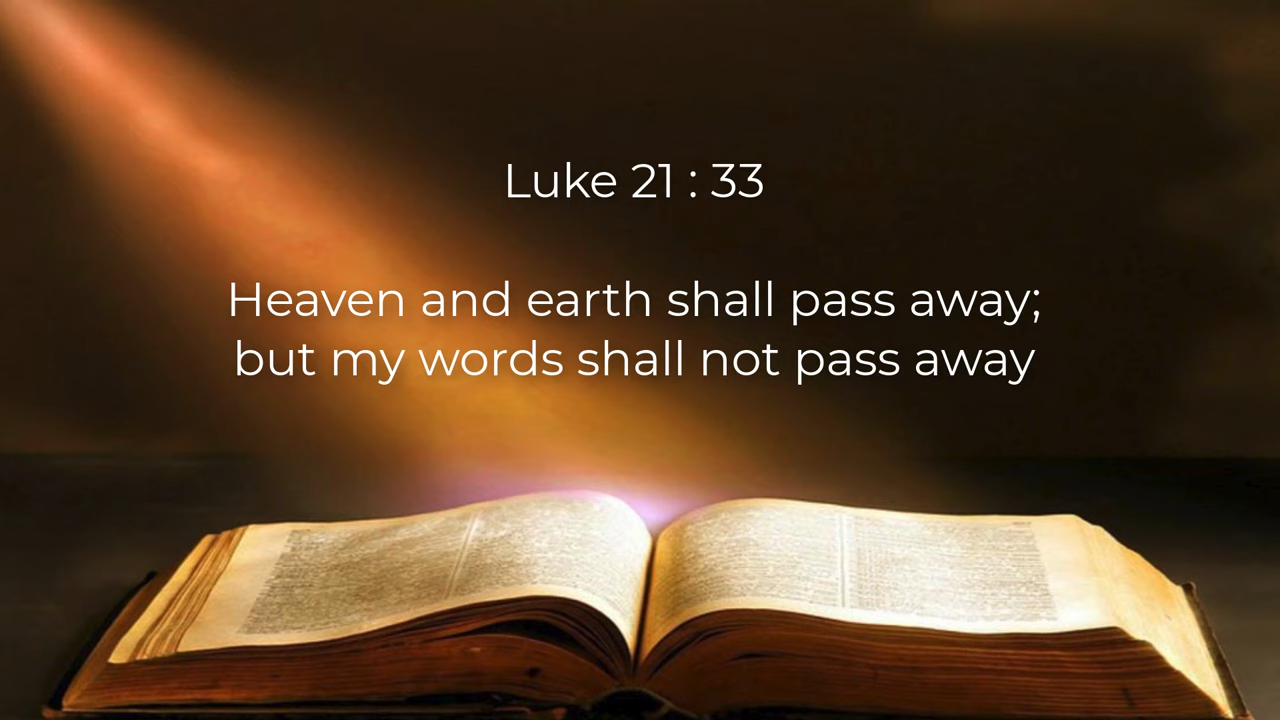 Luke 21 : 33
Heaven and earth shall pass away;
but my words shall not pass away